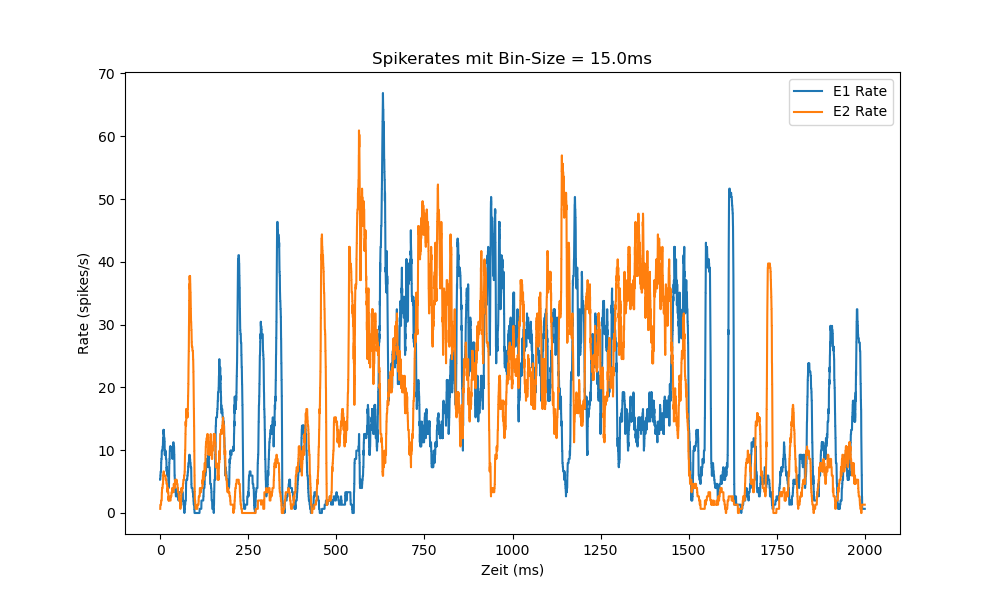 Spikerates mit Bin-Size = 15.0ms
E1 Rate
E2 Rate
70
60
50
40
30
20
10
0
Rate (spikes/s)
0 250 500 750 1000 1250 1500 1750 2000
Zeit (ms)